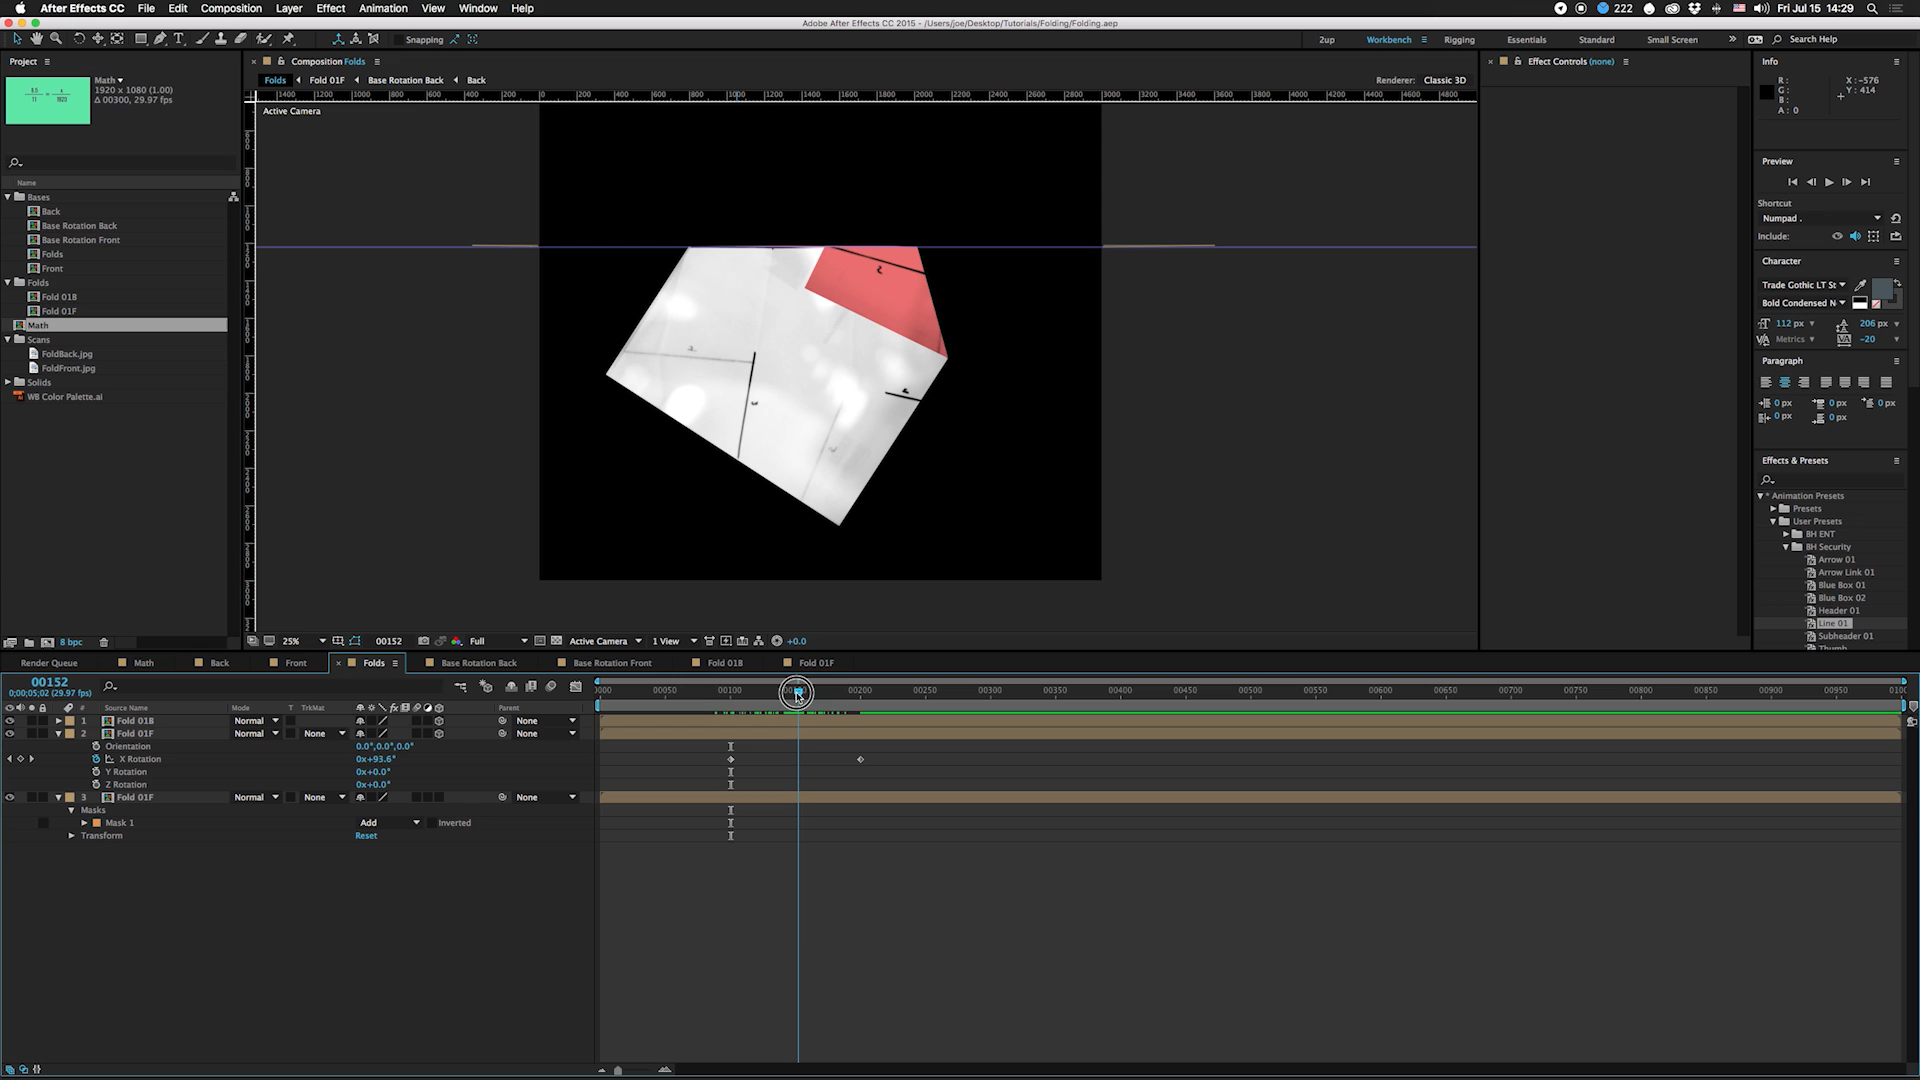 After Effects CC File Edit Composition Layer Effect Animation View Window Help
222 Fri Jul 15 14:29
Adobe After Effects CC 2015 - /Users/joe/Desktop/Tutorials/Folding/Folding.aep
Snapping 2up Workbench Rigging Essentials Standard Small Screen Search Help
Project
Math
1920 x 1080 (1.00)
Δ 00300, 29.97 fps
8.5 = x
11 1920
Name
Bases
Back
Base Rotation Back
Base Rotation Front
Folds
Front
Folds
Fold 01B
Fold 01F
Math
Scans
FoldBack.jpg
FoldFront.jpg
Solids
WB Color Palette.ai
8 bpc
Composition Folds
Folds Fold 01F Base Rotation Back Back
Renderer: Classic 3D
Active Camera
25% 00152 Full Active Camera 1 View +0.0
Effect Controls (none)
Info
R : X : -576
G : Y : 414
B :
A : 0
Preview
Shortcut
Numpad .
Include:
Character
Trade Gothic LT St
Bold Condensed N
112 px 206 px
Metrics -20
Paragraph
0 px 0 px 0 px
0 px 0 px
Effects & Presets
* Animation Presets
Presets
User Presets
BH ENT
BH Security
Arrow 01
Arrow Link 01
Blue Box 01
Blue Box 02
Header 01
Line 01
Subheader 01
Render Queue Math Back Front Folds Base Rotation Back Base Rotation Front Fold 01B Fold 01F
00152
0;00;05;02 (29.97 fps)
00050 00100 00200 00250 00300 00350 00400 00450 00500 00550 00600 00650 00700 00750 00800 00850 00900 00950
# Source Name Mode T TrkMat Parent
1 Fold 01B Normal None
2 Fold 01F Normal None None
Orientation 0.0°,0.0°,0.0°
X Rotation 0x+93.6°
Y Rotation 0x+0.0°
Z Rotation 0x+0.0°
3 Fold 01F Normal None None
Masks
Mask 1 Add Inverted
Transform Reset